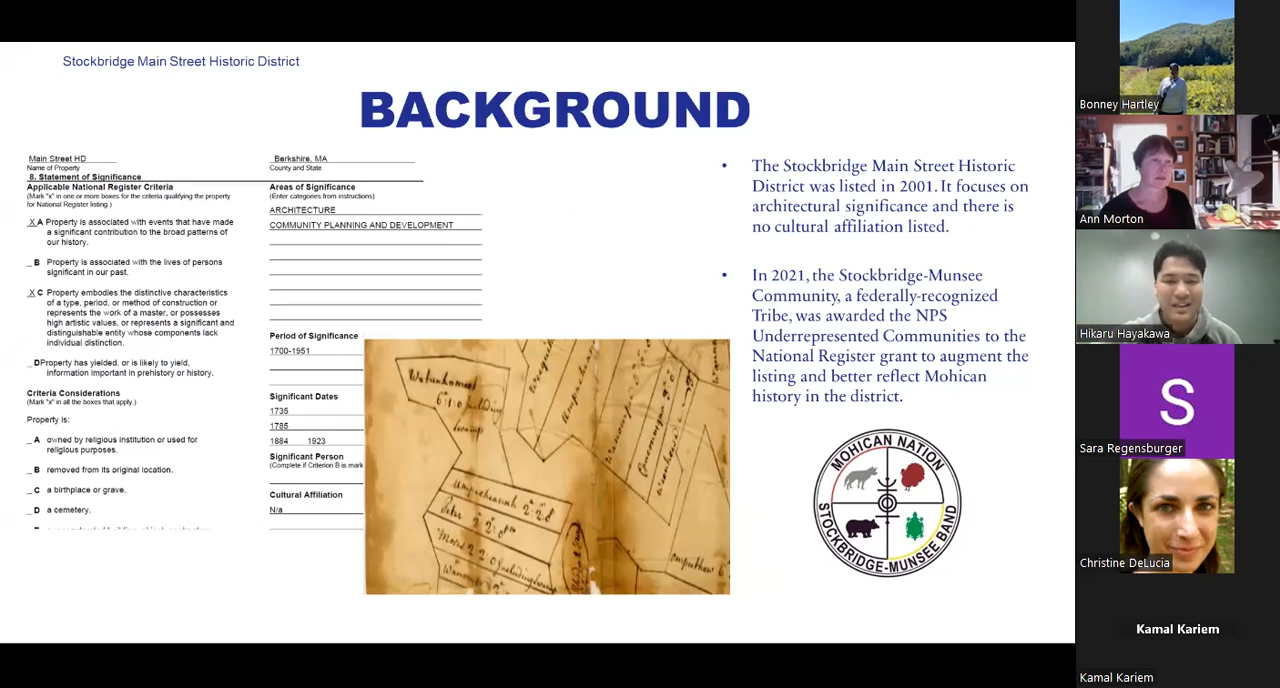 Stockbridge Main Street Historic District
BACKGROUND
Main Street HD
Name of Property
Berkshire, MA
County and State
8. Statement of Significance
Applicable National Register Criteria
(Mark "x" in one or more boxes for the criteria qualifying the property
for National Register listing.)
X A Property is associated with events that have made
a significant contribution to the broad patterns of
our history.
_ B Property is associated with the lives of persons
significant in our past.
X C Property embodies the distinctive characteristics
of a type, period, or method of construction or
represents the work of a master, or possesses
high artistic values, or represents a significant and
distinguishable entity whose components lack
individual distinction.
_ D Property has yielded, or is likely to yield,
information important in prehistory or history.
Criteria Considerations
(Mark "x" in all the boxes that apply.)
Property is:
_ A owned by religious institution or used for
religious purposes.
_ B removed from its original location.
_ C a birthplace or grave.
_ D a cemetery.
Areas of Significance
(Enter categories from instructions)
ARCHITECTURE
COMMUNITY PLANNING AND DEVELOPMENT
Period of Significance
1700-1951
Significant Dates
1735
1785
1884 1923
Significant Person
(Complete if Criterion B is mark
Cultural Affiliation
N/a
• The Stockbridge Main Street Historic
District was listed in 2001. It focuses on
architectural significance and there is
no cultural affiliation listed.
• In 2021, the Stockbridge-Munsee
Community, a federally-recognized
Tribe, was awarded the NPS
Underrepresented Communities to the
National Register grant to augment the
listing and better reflect Mohican
history in the district.
MOHICAN NATION
STOCKBRIDGE-MUNSEE BAND
Bonney Hartley
Ann Morton
Hikaru Hayakawa
S
Sara Regensburger
Christine DeLucia
Kamal Kariem
Kamal Kariem